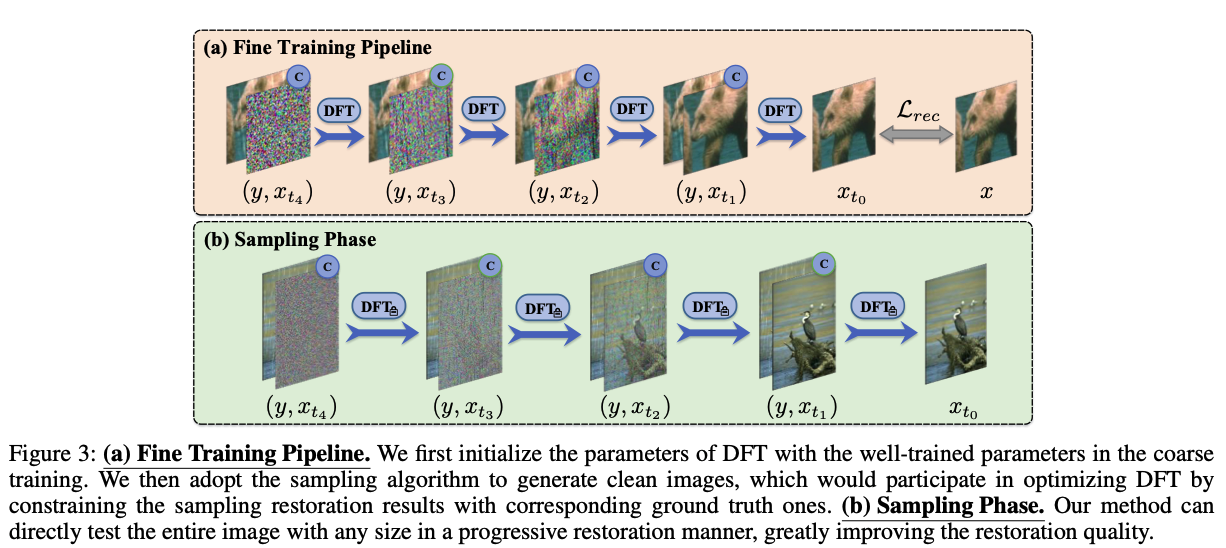 (a) Fine Training Pipeline
C C C C
DFT DFT DFT DFT
$\mathcal{L}_{rec}$
$(y, x_{t_4})$ $(y, x_{t_3})$ $(y, x_{t_2})$ $(y, x_{t_1})$ $x_{t_0}$ $x$
(b) Sampling Phase
C C C C
DFT DFT DFT DFT
$(y, x_{t_4})$ $(y, x_{t_3})$ $(y, x_{t_2})$ $(y, x_{t_1})$ $x_{t_0}$
Figure 3: (a) Fine Training Pipeline. We first initialize the parameters of DFT with the well-trained parameters in the coarse
training. We then adopt the sampling algorithm to generate clean images, which would participate in optimizing DFT by
constraining the sampling restoration results with corresponding ground truth ones. (b) Sampling Phase. Our method can
directly test the entire image with any size in a progressive restoration manner, greatly improving the restoration quality.